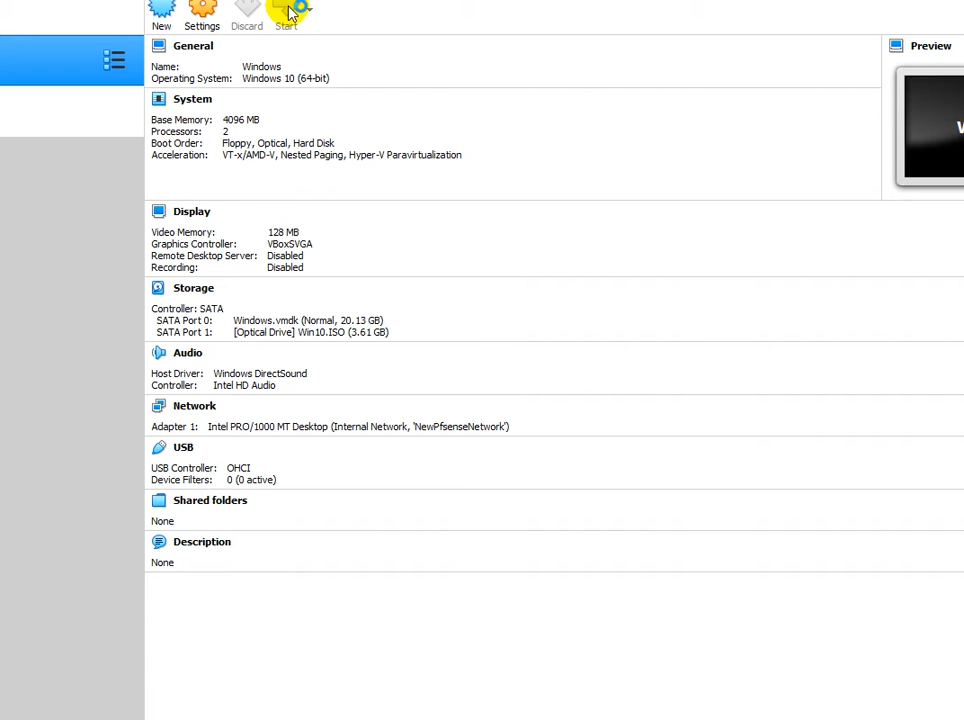 New Settings Discard Start
General
Preview
Name: Windows
Operating System: Windows 10 (64-bit)
System
Base Memory: 4096 MB
Processors: 2
Boot Order: Floppy, Optical, Hard Disk
Acceleration: VT-x/AMD-V, Nested Paging, Hyper-V Paravirtualization
Display
Video Memory: 128 MB
Graphics Controller: VBoxSVGA
Remote Desktop Server: Disabled
Recording: Disabled
Storage
Controller: SATA
SATA Port 0: Windows.vmdk (Normal, 20.13 GB)
SATA Port 1: [Optical Drive] Win10.ISO (3.61 GB)
Audio
Host Driver: Windows DirectSound
Controller: Intel HD Audio
Network
Adapter 1: Intel PRO/1000 MT Desktop (Internal Network, 'NewPfsenseNetwork')
USB
USB Controller: OHCI
Device Filters: 0 (0 active)
Shared folders
None
Description
None